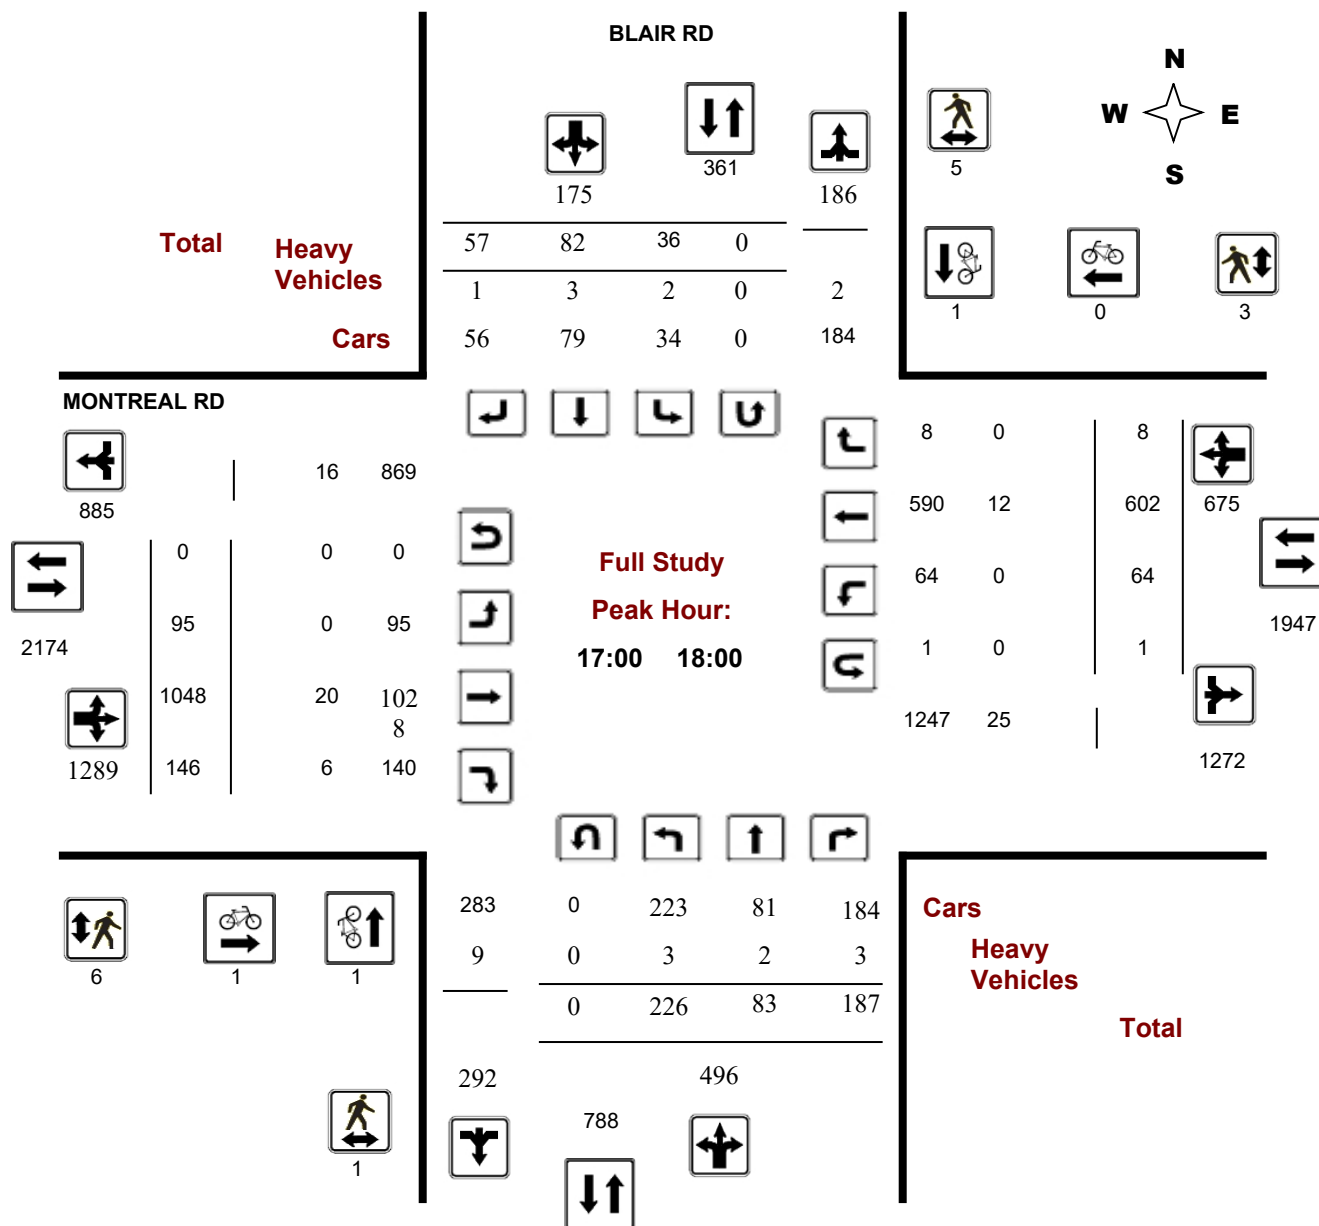 BLAIR RD
N
W E
S
361
5
175 186
Total Heavy
Vehicles
57 82 36 0
1 3 2 0 2
1 0 3
Cars 56 79 34 0 184
MONTREAL RD
8 0 8
16 869
885
590 12 602 675
0 0 0
Full Study
64 0 64
95 0 95
Peak Hour:
1947
2174
17:00 18:00
1 0 1
1048 20 102
8
1247 25
1289 146 6 140
1272
283 0 223 81 184 Cars
9 0 3 2 3 Heavy
Vehicles
6 1 1
0 226 83 187
Total
292 496
788
1